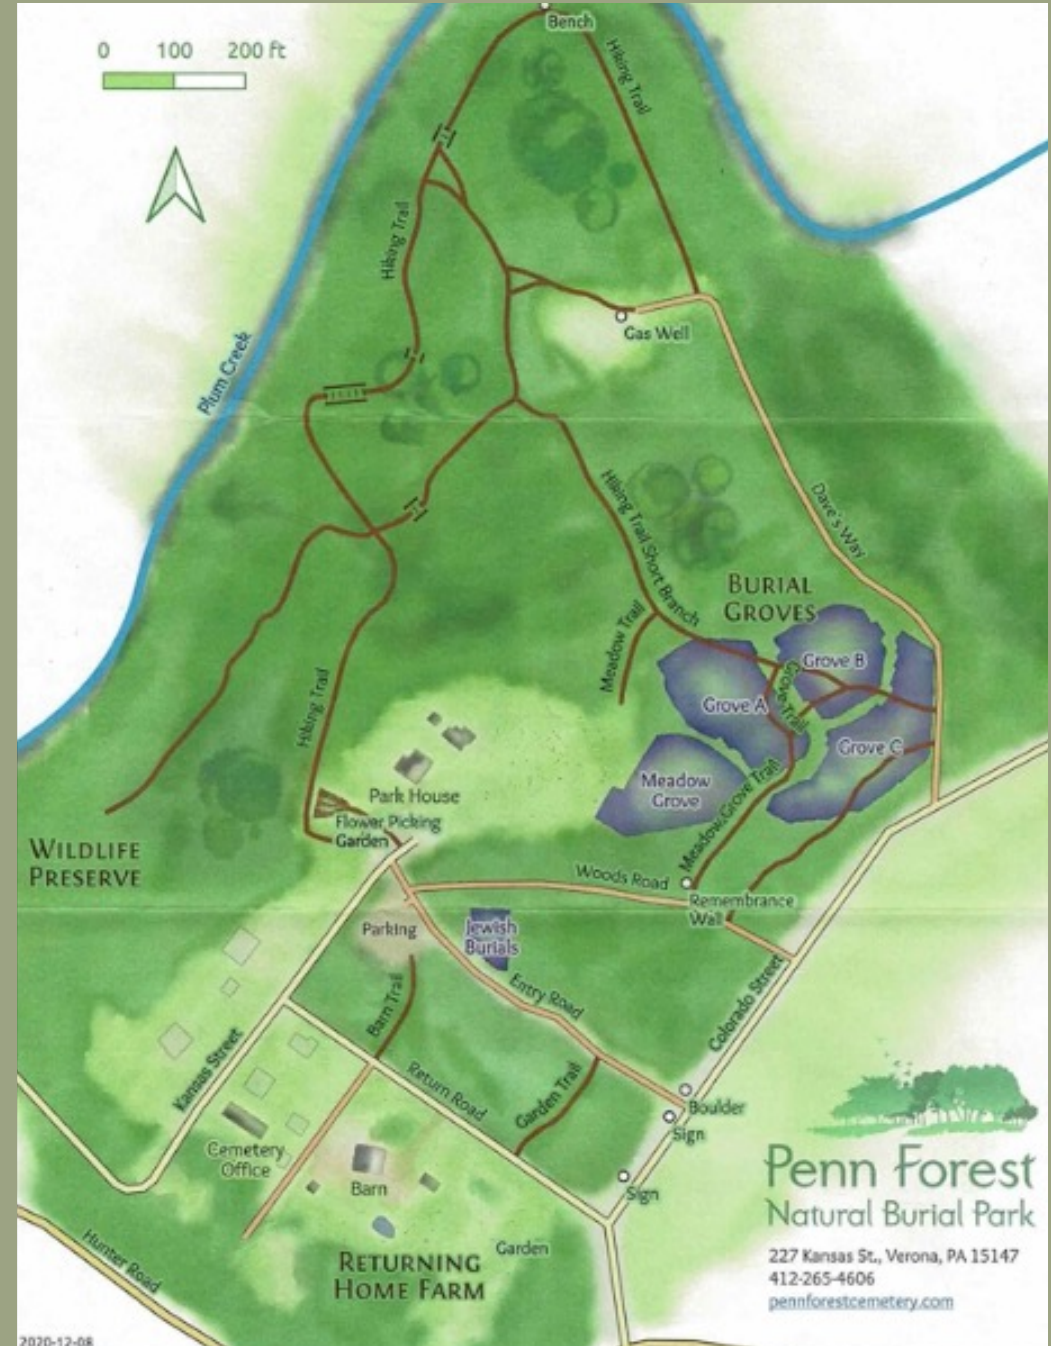 0 100 200 ft
Bench
Hiking Trail
Hiking Trail
Gas Well
Plum Creek
Dave's Way
Hiking Trail Short Branch
BURIAL
GROVES
Meadow Trail
Grove B
Grove A
Grove Trail
Grove C
Hiking Trail
Meadow
Grove
Meadow Grove Trail
Park House
Flower Picking
Garden
WILDLIFE
PRESERVE
Woods Road
Remembrance
Wall
Parking
Jewish
Burials
Entry Road
Barn Trail
Colorado Street
Kansas Street
Return Road
Garden Trail
Boulder
Sign
Cemetery
Office
Barn
Sign
Garden
RETURNING
HOME FARM
Hunter Road
Penn Forest
Natural Burial Park
227 Kansas St., Verona, PA 15147
412-265-4606
pennforestcemetery.com
2020-12-08